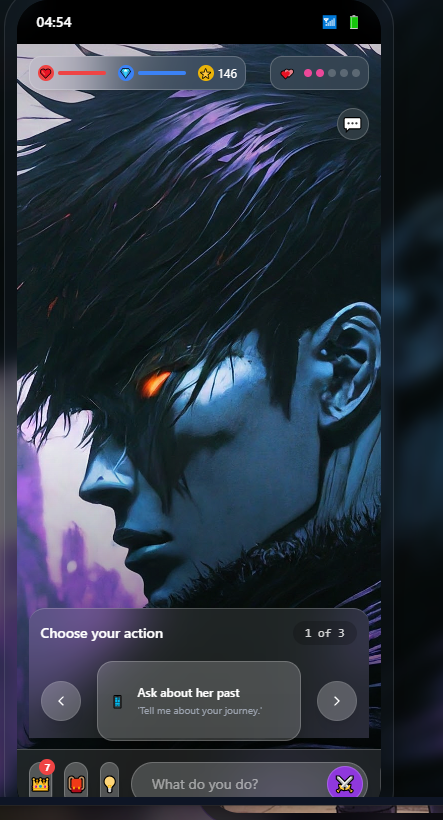 04:54
146
Choose your action
1 of 3
Ask about her past
'Tell me about your journey.'
7
What do you do?